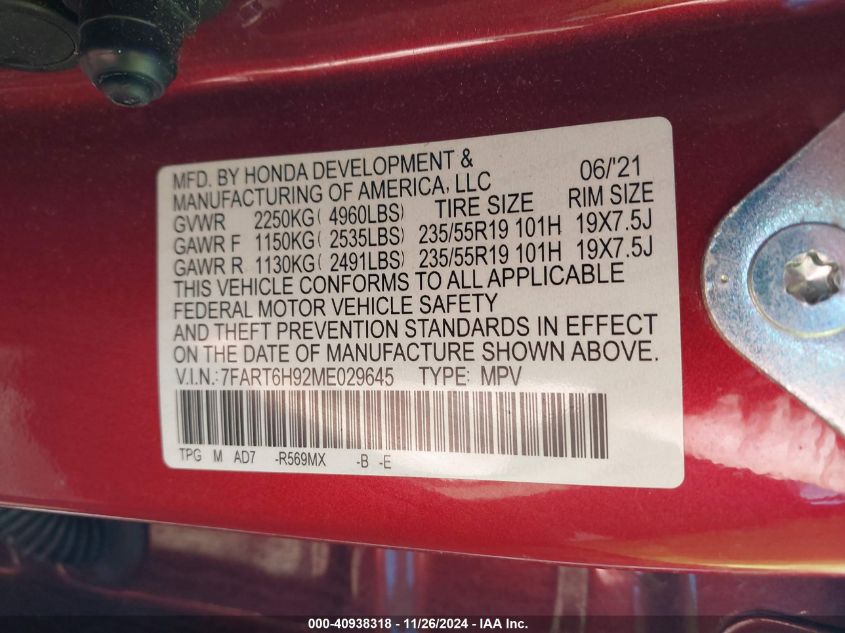 MFD. BY HONDA DEVELOPMENT &
MANUFACTURING OF AMERICA, LLC 06/'21
GVWR 2250KG( 4960LBS) TIRE SIZE RIM SIZE
GAWR F 1150KG( 2535LBS) 235/55R19 101H 19X7.5J
GAWR R 1130KG( 2491LBS) 235/55R19 101H 19X7.5J
THIS VEHICLE CONFORMS TO ALL APPLICABLE
FEDERAL MOTOR VEHICLE SAFETY
AND THEFT PREVENTION STANDARDS IN EFFECT
ON THE DATE OF MANUFACTURE SHOWN ABOVE.
V.I.N.: 7FART6H92ME029645 TYPE: MPV
TPG M AD7 -R569MX -B -E
000-40938318 - 11/26/2024 - IAA Inc.